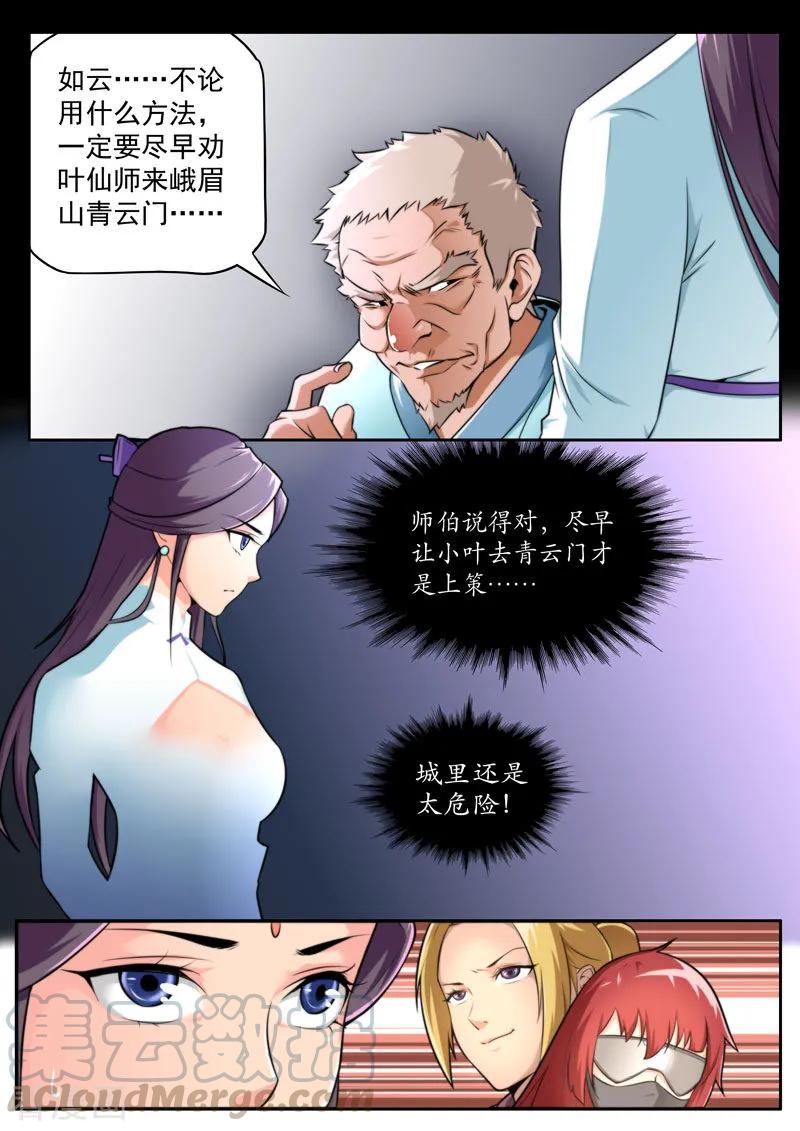 如云……不论
用什么方法，
一定要尽早劝
叶仙师来峨眉
山青云门……
师伯说得对，尽早
让小叶去青云门才
是上策……
城里还是
太危险！
集云数据
AcloudMerge.com